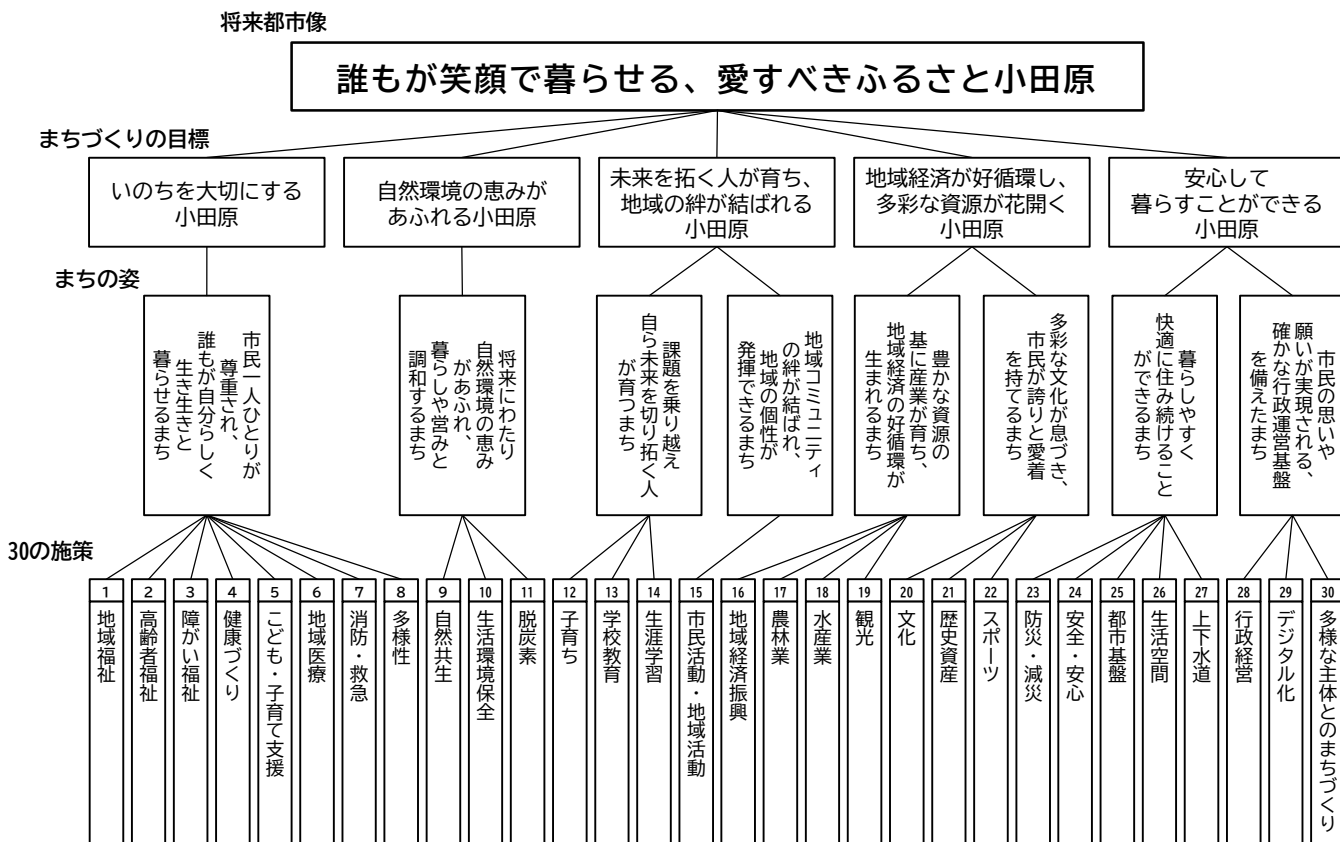 将来都市像
誰もが笑顔で暮らせる、愛すべきふるさと小田原
まちづくりの目標
いのちを大切にする
小田原
自然環境の恵みが
あふれる小田原
未来を拓く人が育ち、
地域の絆が結ばれる
小田原
地域経済が好循環し、
多彩な資源が花開く
小田原
安心して
暮らすことができる
小田原
まちの姿
市民一人ひとりが
尊重され、
誰もが自分らしく
生き生きと
暮らせるまち
将来にわたり
自然環境の恵み
があふれ、
暮らしや営みと
調和するまち
課題を乗り越え
自ら未来を切り拓く人
が育つまち
地域コミュニティ
の絆が結ばれ、
地域の個性が
発揮できるまち
豊かな資源の
基に産業が育ち、
地域経済の好循環が
生まれるまち
多彩な文化が息づき、
市民が誇りと愛着
を持てるまち
暮らしやすく
快適に住み続けること
ができるまち
市民の思いや
願いが実現される、
確かな行政運営基盤
を備えたまち
30の施策
1
地域福祉
2
高齢者福祉
3
障がい福祉
4
健康づくり
5
こども・子育て支援
6
地域医療
7
消防・救急
8
多様性
9
自然共生
10
生活環境保全
11
脱炭素
12
子育ち
13
学校教育
14
生涯学習
15
市民活動・地域活動
16
地域経済振興
17
農林業
18
水産業
19
観光
20
文化
21
歴史資産
22
スポーツ
23
防災・減災
24
安全・安心
25
都市基盤
26
生活空間
27
上下水道
28
行政経営
29
デジタル化
30
多様な主体とのまちづくり